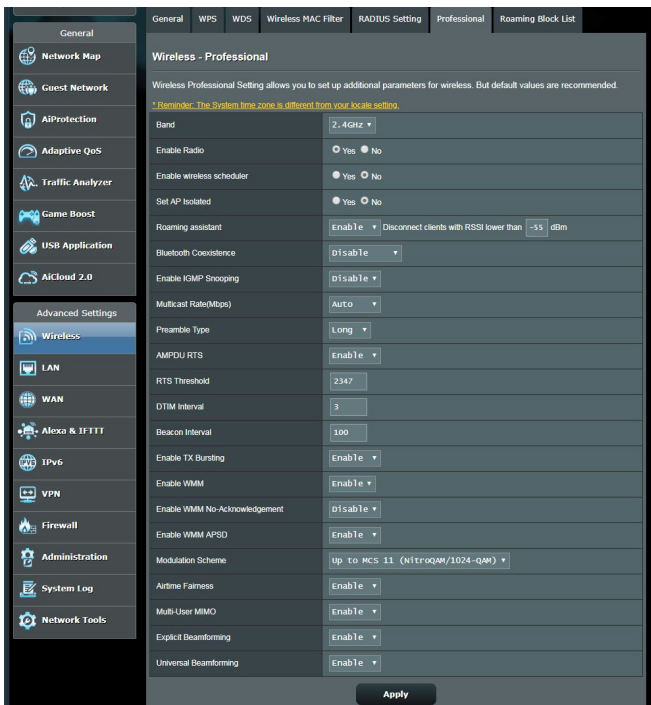 General WPS WDS Wireless MAC Filter RADIUS Setting Professional Roaming Block List
General
Network Map
Guest Network
AiProtection
Adaptive QoS
Traffic Analyzer
Game Boost
USB Application
AiCloud 2.0
Advanced Settings
Wireless
LAN
WAN
Alexa & IFTTT
IPv6
VPN
Firewall
Administration
System Log
Network Tools
Wireless - Professional
Wireless Professional Setting allows you to set up additional parameters for wireless. But default values are recommended.
* Reminder: The System time zone is different from your locale setting.
Band 2.4GHz
Enable Radio Yes No
Enable wireless scheduler Yes No
Set AP Isolated Yes No
Roaming assistant Enable Disconnect clients with RSSI lower than -55 dBm
Bluetooth Coexistence Disable
Enable IGMP Snooping Disable
Multicast Rate(Mbps) Auto
Preamble Type Long
AMPDU RTS Enable
RTS Threshold 2347
DTIM Interval 3
Beacon Interval 100
Enable TX Bursting Enable
Enable WMM Enable
Enable WMM No-Acknowledgement Disable
Enable WMM APSD Enable
Modulation Scheme Up to MCS 11 (NitroQAM/1024-QAM)
Airtime Fairness Enable
Multi-User MIMO Enable
Explicit Beamforming Enable
Universal Beamforming Enable
Apply